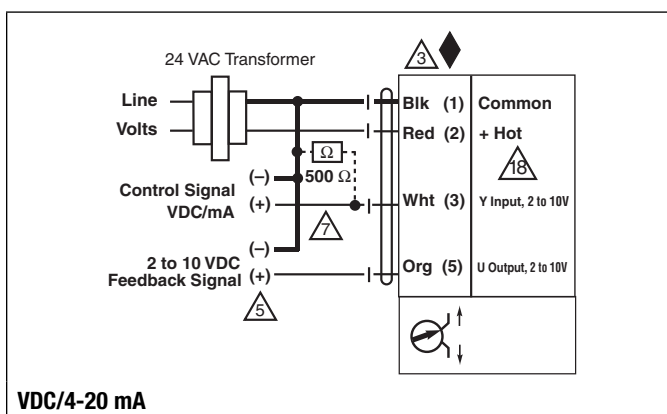 24 VAC Transformer
3
Line
Blk (1) Common
Volts
Red (2) + Hot
Ω
18
(–)
500 Ω
Control Signal
VDC/mA
(+)
Wht (3) Y Input, 2 to 10V
7
(–)
2 to 10 VDC
Feedback Signal (+)
Org (5) U Output, 2 to 10V
5
VDC/4-20 mA